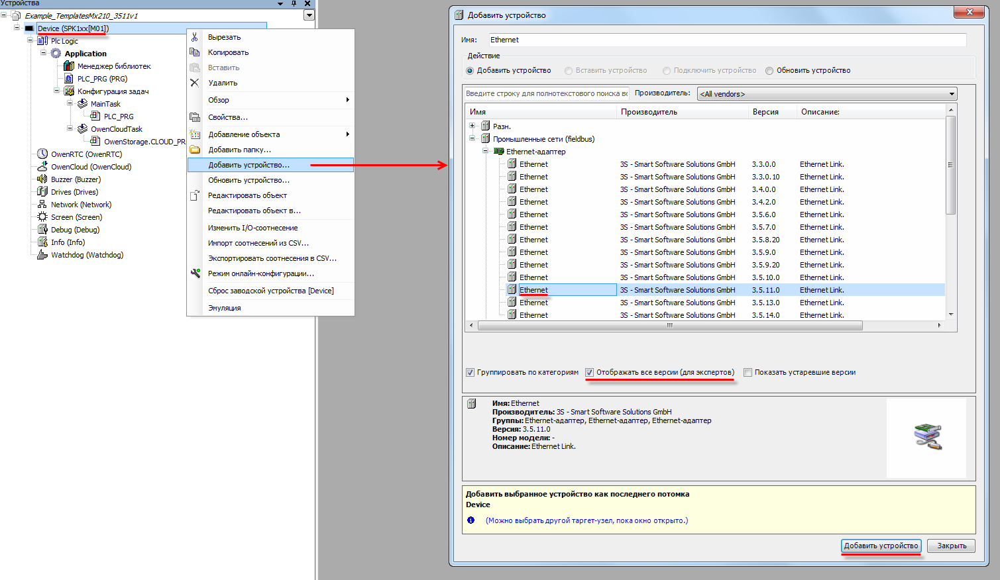 Устройства
Example_TemplatesMx210_3511v1
Device (SPK1xx[M01])
Plc Logic
Application
Менеджер библиотек
PLC_PRG (PRG)
Конфигурация задач
MainTask
PLC_PRG
OwenCloudTask
OwenStorage.CLOUD_PR
OwenRTC (OwenRTC)
OwenCloud (OwenCloud)
Buzzer (Buzzer)
Drives (Drives)
Network (Network)
Screen (Screen)
Debug (Debug)
Info (Info)
Watchdog (Watchdog)
Вырезать
Копировать
Вставить
Удалить
Обзор
Свойства...
Добавление объекта
Добавить папку...
Добавить устройство...
Обновить устройство...
Редактировать объект
Редактировать объект в...
Изменить I/O-соотнесение
Импорт соотнесений из CSV...
Экспортировать соотнесения в CSV...
Режим онлайн-конфигурации...
Сброс заводской устройства [Device]
Эмуляция
Добавить устройство
Имя: Ethernet
Действие
Добавить устройство Вставить устройство Подключить устройство Обновить устройство
Введите строку для полнотекстового поиска вс Производитель: <All vendors>
Имя Производитель Версия Описание:
Разн.
Промышленные сети (fieldbus)
Ethernet-адаптер
Ethernet 3S - Smart Software Solutions GmbH 3.3.0.0 Ethernet Link.
Ethernet 3S - Smart Software Solutions GmbH 3.3.0.10 Ethernet Link.
Ethernet 3S - Smart Software Solutions GmbH 3.4.0.0 Ethernet Link.
Ethernet 3S - Smart Software Solutions GmbH 3.4.2.0 Ethernet Link.
Ethernet 3S - Smart Software Solutions GmbH 3.5.6.0 Ethernet Link.
Ethernet 3S - Smart Software Solutions GmbH 3.5.7.0 Ethernet Link.
Ethernet 3S - Smart Software Solutions GmbH 3.5.8.20 Ethernet Link.
Ethernet 3S - Smart Software Solutions GmbH 3.5.9.0 Ethernet Link.
Ethernet 3S - Smart Software Solutions GmbH 3.5.9.20 Ethernet Link.
Ethernet 3S - Smart Software Solutions GmbH 3.5.10.0 Ethernet Link.
Ethernet 3S - Smart Software Solutions GmbH 3.5.11.0 Ethernet Link.
Ethernet 3S - Smart Software Solutions GmbH 3.5.13.0 Ethernet Link.
Ethernet 3S - Smart Software Solutions GmbH 3.5.14.0 Ethernet Link.
Группировать по категориям Отображать все версии (для экспертов) Показать устаревшие версии
Имя: Ethernet
Производитель: 3S - Smart Software Solutions GmbH
Группы: Ethernet-адаптер, Ethernet-адаптер, Ethernet-адаптер
Версия: 3.5.11.0
Номер модели: -
Описание: Ethernet Link.
Добавить выбранное устройство как последнего потомка
Device
(Можно выбрать другой таргет-узел, пока окно открыто.)
Добавить устройство Закрыть